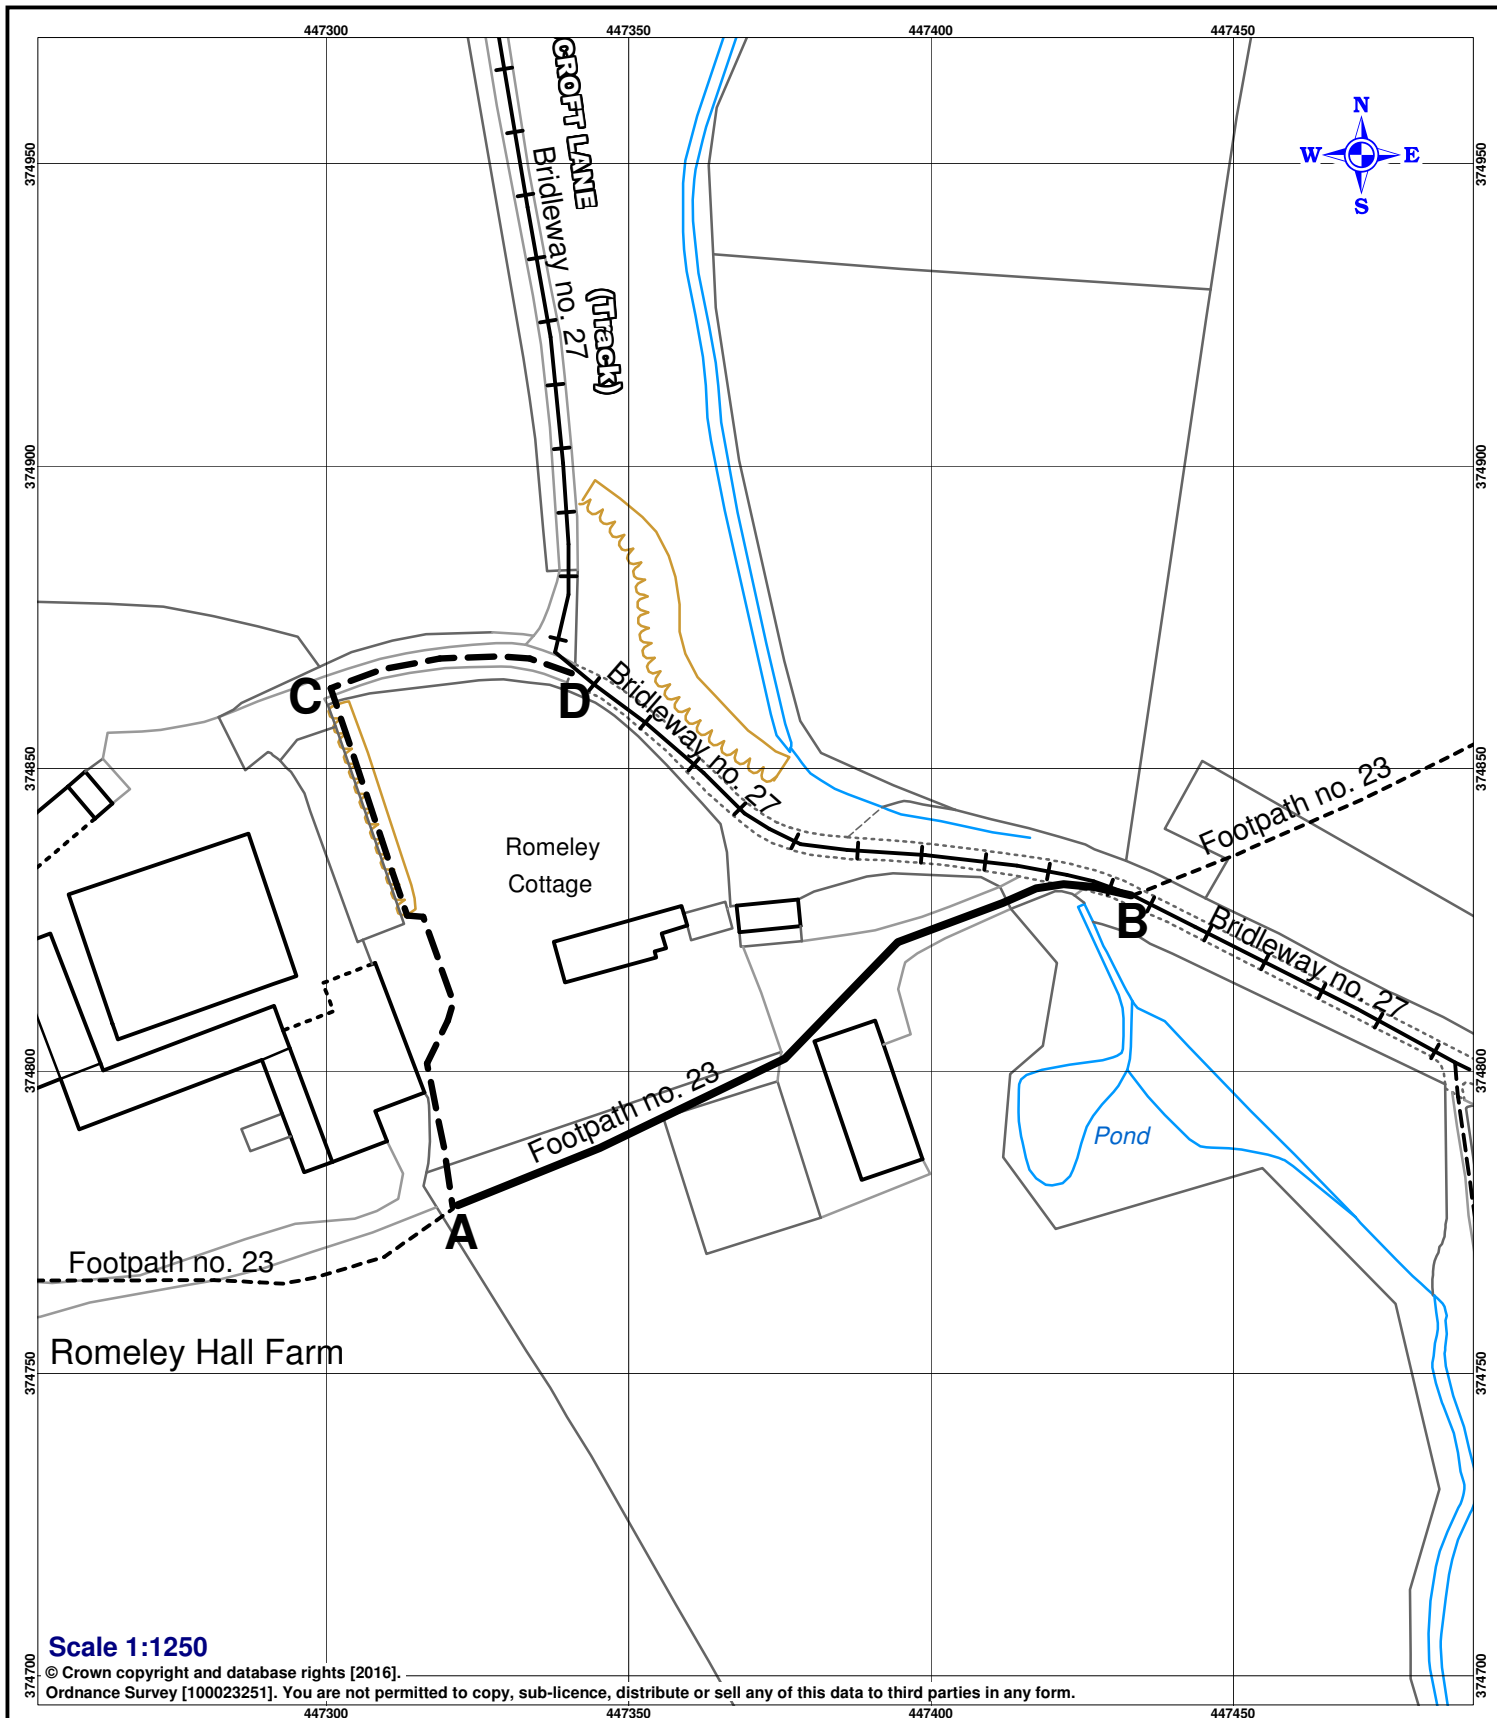 447300
447350
447400
447450
374950
374950
N
W
E
S
CROFT LANE
(Track)
Bridleway no. 27
374900
374900
C
D
Bridleway no. 27
374850
374850
Footpath no. 23
Romeley
Cottage
B
Bridleway no. 27
374800
374800
Footpath no. 23
Pond
A
Footpath no. 23
Romeley Hall Farm
374750
374750
Scale 1:1250
© Crown copyright and database rights [2016].
Ordnance Survey [100023251]. You are not permitted to copy, sub-licence, distribute or sell any of this data to third parties in any form.
374700
374700
447300
447350
447400
447450